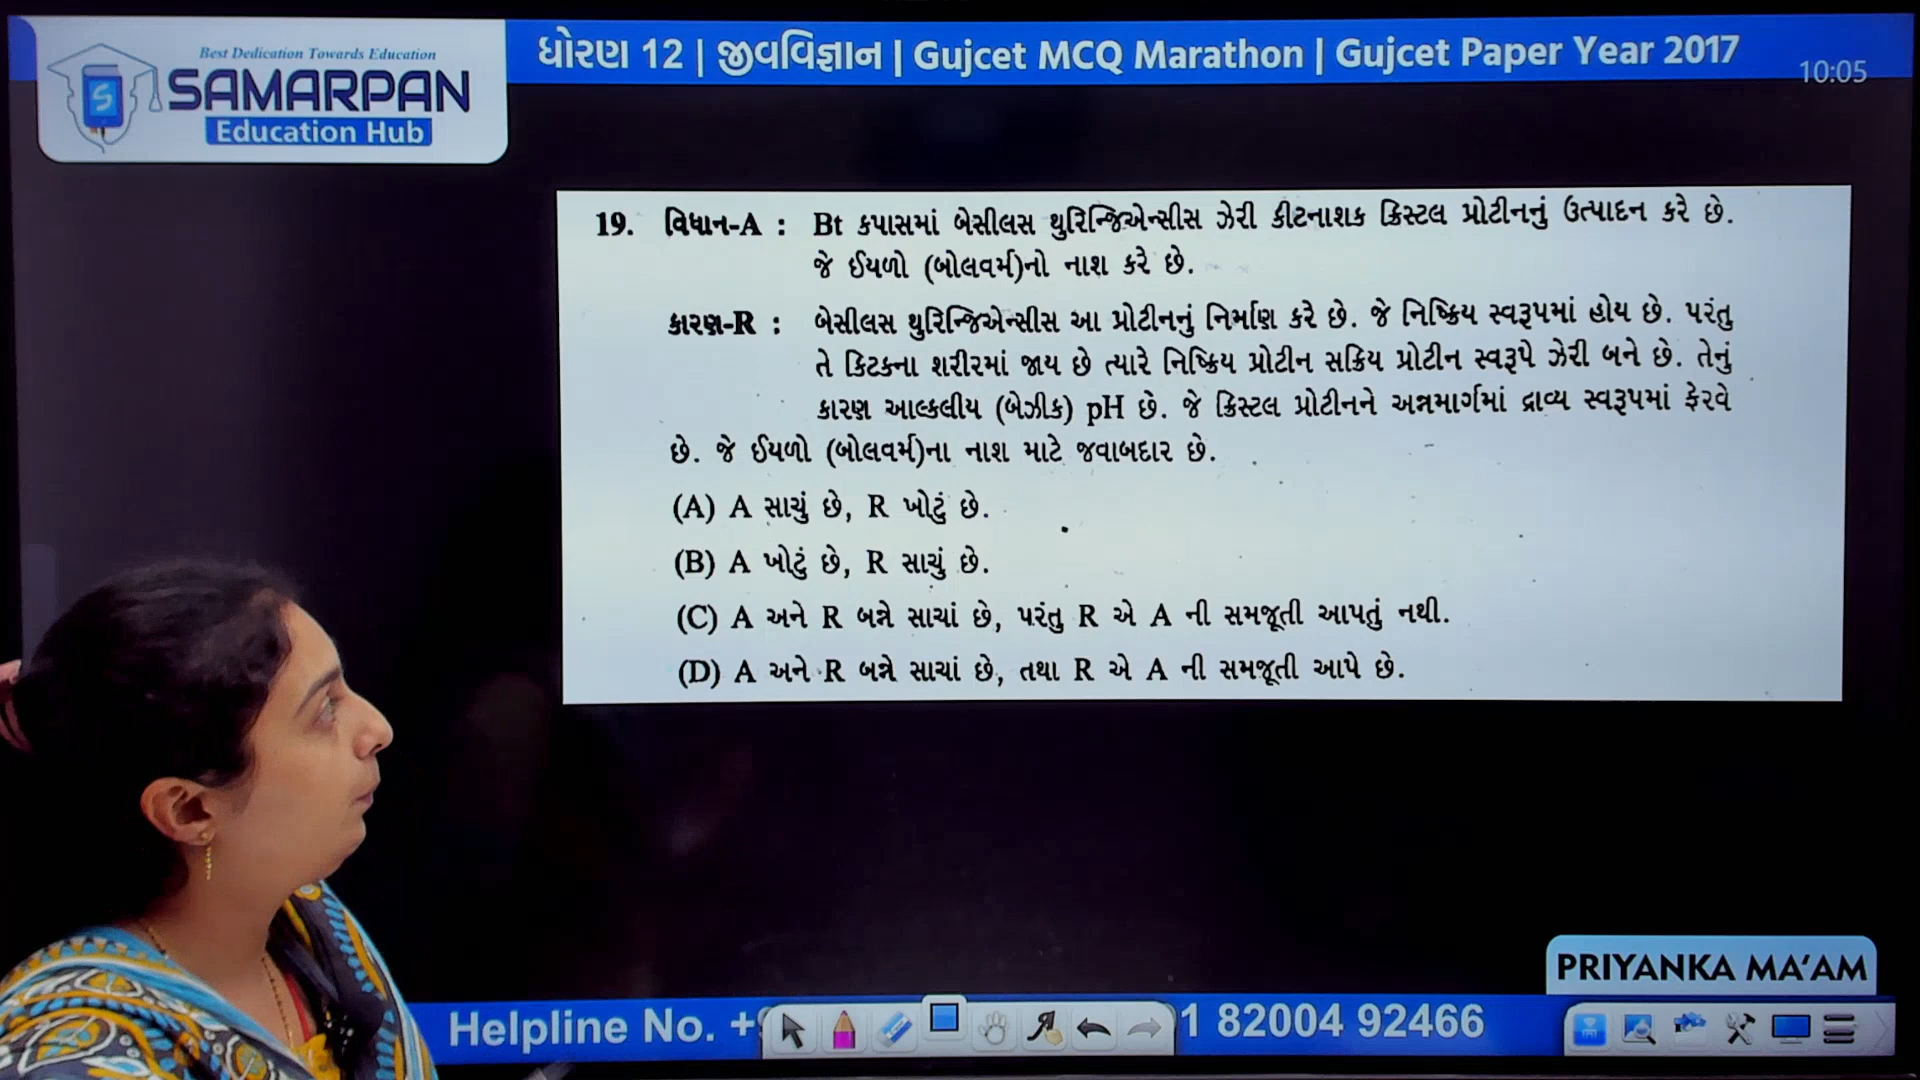 Best Dedication Towards Education
SAMARPAN
Education Hub
ધોરણ 12 | જીવવિજ્ઞાન | Gujcet MCQ Marathon | Gujcet Paper Year 2017
10:05
19. વિધાન-A : Bt કપાસમાં બેસીલસ થુરિન્જિએન્સીસ ઝેરી કીટનાશક ક્રિસ્ટલ પ્રોટીનનું ઉત્પાદન કરે છે.
જે ઈયળો (બોલવર્મ)નો નાશ કરે છે.
કારણ-R : બેસીલસ થુરિન્જિએન્સીસ આ પ્રોટીનનું નિર્માણ કરે છે. જે નિષ્ક્રિય સ્વરૂપમાં હોય છે. પરંતુ
તે કિટકના શરીરમાં જાય છે ત્યારે નિષ્ક્રિય પ્રોટીન સક્રિય પ્રોટીન સ્વરૂપે ઝેરી બને છે. તેનું
કારણ આલ્કલીય (બેઝીક) pH છે. જે ક્રિસ્ટલ પ્રોટીનને અન્નમાર્ગમાં દ્રાવ્ય સ્વરૂપમાં ફેરવે
છે. જે ઈયળો (બોલવર્મ)ના નાશ માટે જવાબદાર છે.
(A) A સાચું છે, R ખોટું છે.
(B) A ખોટું છે, R સાચું છે.
(C) A અને R બન્ને સાચાં છે, પરંતુ R એ A ની સમજૂતી આપતું નથી.
(D) A અને R બન્ને સાચાં છે, તથા R એ A ની સમજૂતી આપે છે.
PRIYANKA MA'AM
Helpline No. +91 82004 92466